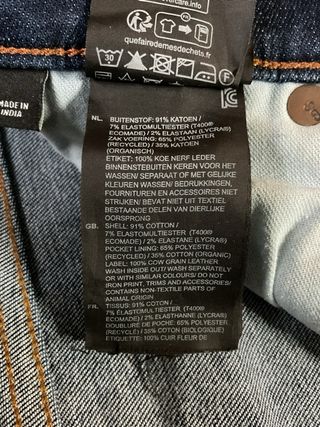 overcare.info
quefairedemesdechets.fr
30
F
MADE IN
INDIA
NL. BUITENSTOF: 91% KATOEN /
7% ELASTOMULTIESTER (T400®
ECOMADE) / 2% ELASTAAN (LYCRA®)
ZAK VOERING: 65% POLYESTER
(RECYCLED) / 35% KATOEN
(ORGANISCH)
ETIKET: 100% KOE NERF LEDER
BINNENSTEBUITEN KEREN VOOR HET
WASSEN/ SEPARAAT OF MET GELIJKE
KLEUREN WASSEN/ BEDRUKKINGEN,
FOURNITUREN EN ACCESSOIRES NIET
STRIJKEN/ BEVAT NIET UIT TEXTIEL
BESTAANDE DELEN VAN DIERLIJKE
OORSPRONG
GB. SHELL: 91% COTTON /
7% ELASTOMULTIESTER (T400®
ECOMADE) / 2% ELASTANE (LYCRA®)
POCKET LINING: 65% POLYESTER
(RECYCLED) / 35% COTTON (ORGANIC)
LABEL: 100% COW GRAIN LEATHER
WASH INSIDE OUT/ WASH SEPARATE
OR WITH SIMILAR COLOURS/ DO NOT
IRON PRINT, TRIMS AND ACCESSORIES/
CONTAINS NON-TEXTILE PARTS OF
ANIMAL ORIGIN
FR. TISSUS: 91% COTON /
7% ÉLASTOMULTIESTER (T400®
ECOMADE) / 2% ÉLASTHANNE (LYCRA®)
DOUBLURE DE POCHE: 65% POLYESTER
(RECYCLED) / 35% COTON (BIOLOGIQUE)
ÉTIQUETTE: 100% CUIR FLEUR DE